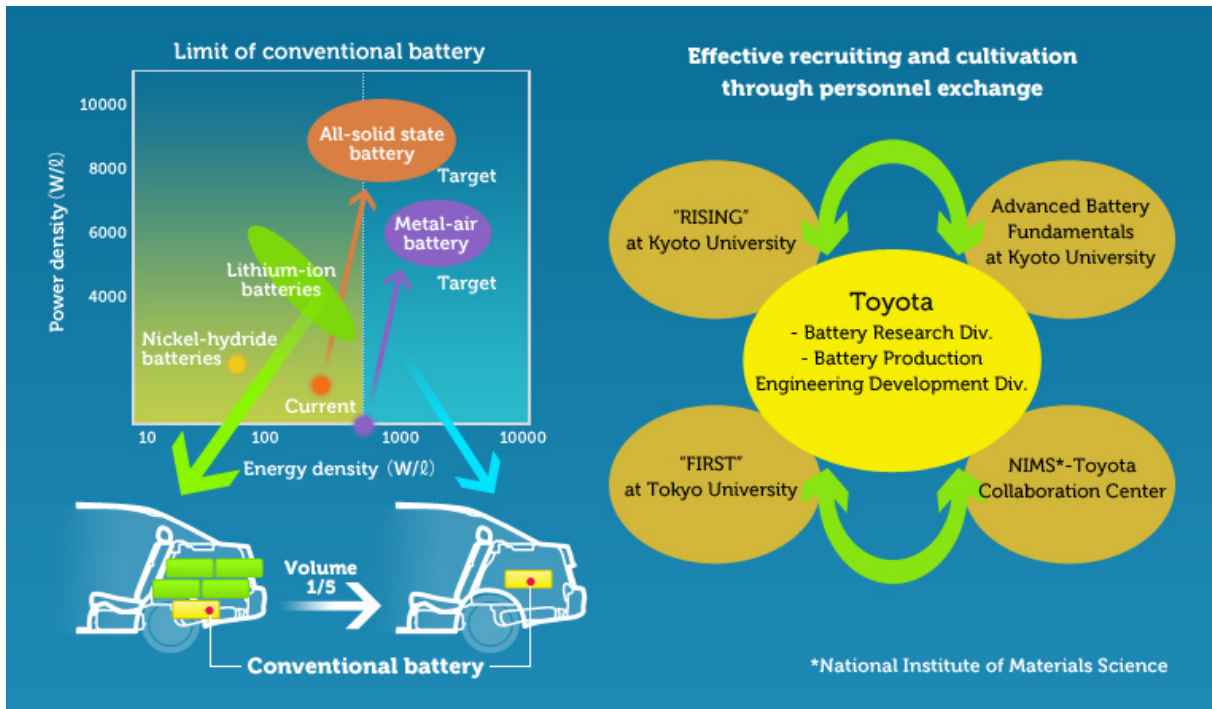 Limit of conventional battery
Power density (W/ℓ)
10000
8000
6000
4000
All-solid state
battery
Target
Metal-air
battery
Target
Lithium-ion
batteries
Nickel-hydride
batteries
Current
10
100
1000
10000
Energy density (W/ℓ)
Volume
1/5
Conventional battery
Effective recruiting and cultivation
through personnel exchange
"RISING"
at Kyoto University
Advanced Battery
Fundamentals
at Kyoto University
Toyota
- Battery Research Div.
- Battery Production
Engineering Development Div.
"FIRST"
at Tokyo University
NIMS*-Toyota
Collaboration Center
*National Institute of Materials Science